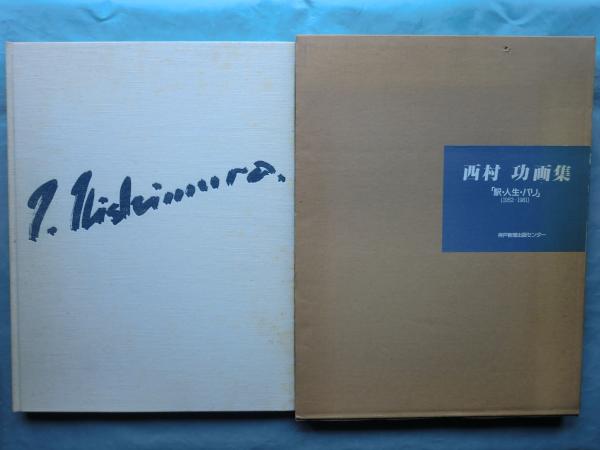 I. Nishimura.
西村 功画集
「駅・人生・パリ」
(1952-1981)
神戸新聞出版センター